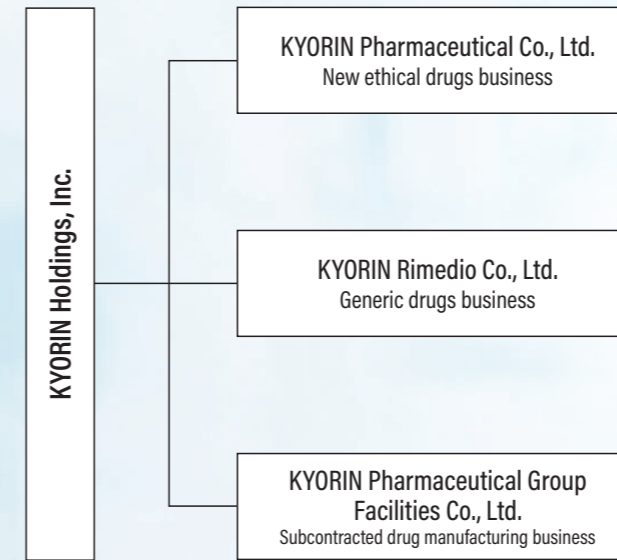 KYORIN Holdings, Inc.
KYORIN Pharmaceutical Co., Ltd.
New ethical drugs business
KYORIN Rimedio Co., Ltd.
Generic drugs business
KYORIN Pharmaceutical Group
Facilities Co., Ltd.
Subcontracted drug manufacturing business